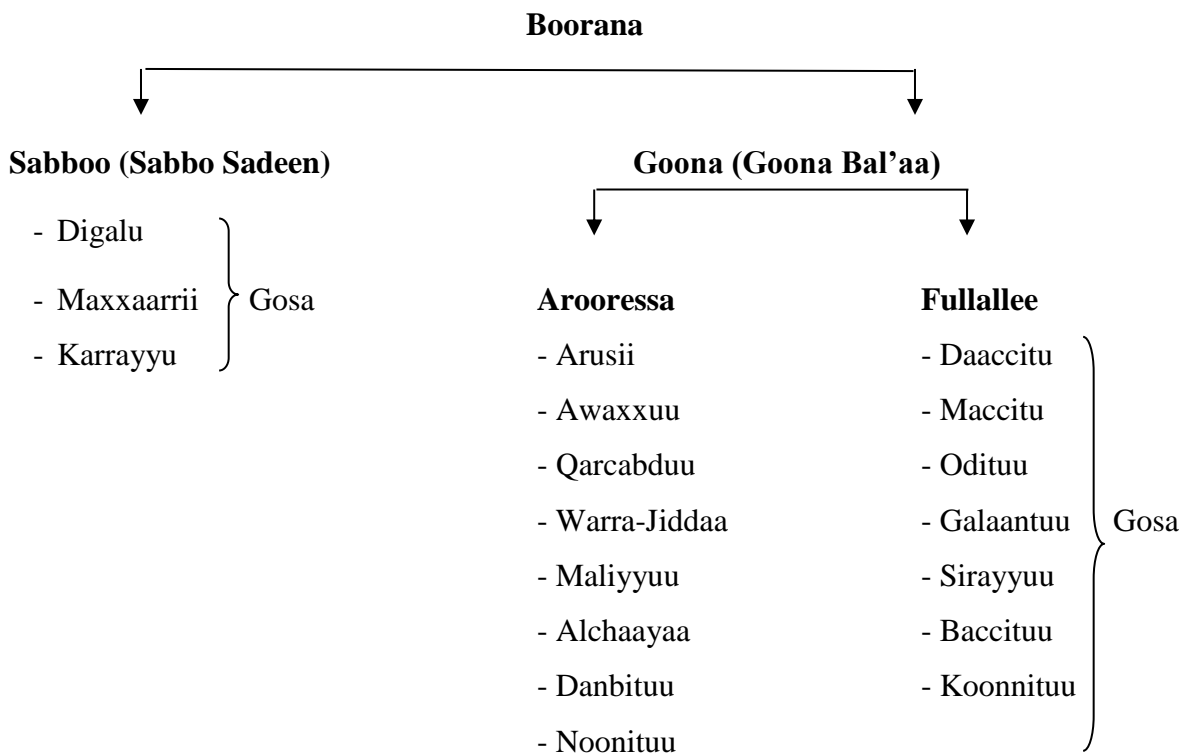 Boorana
Sabboo (Sabbo Sadeen)
- Digalu
- Maxxaarrii
- Karrayyu
Gosa
Goona (Goona Bal’aa)
Arooressa
- Arusii
- Awaxxuu
- Qarcabduu
- Warra-Jiddaa
- Maliyyuu
- Alchaayaa
- Danbituu
- Noonituu
Fullallee
- Daaccitu
- Maccitu
- Odituu
- Galaantuu
- Sirayyuu
- Baccituu
- Koonnituu
Gosa